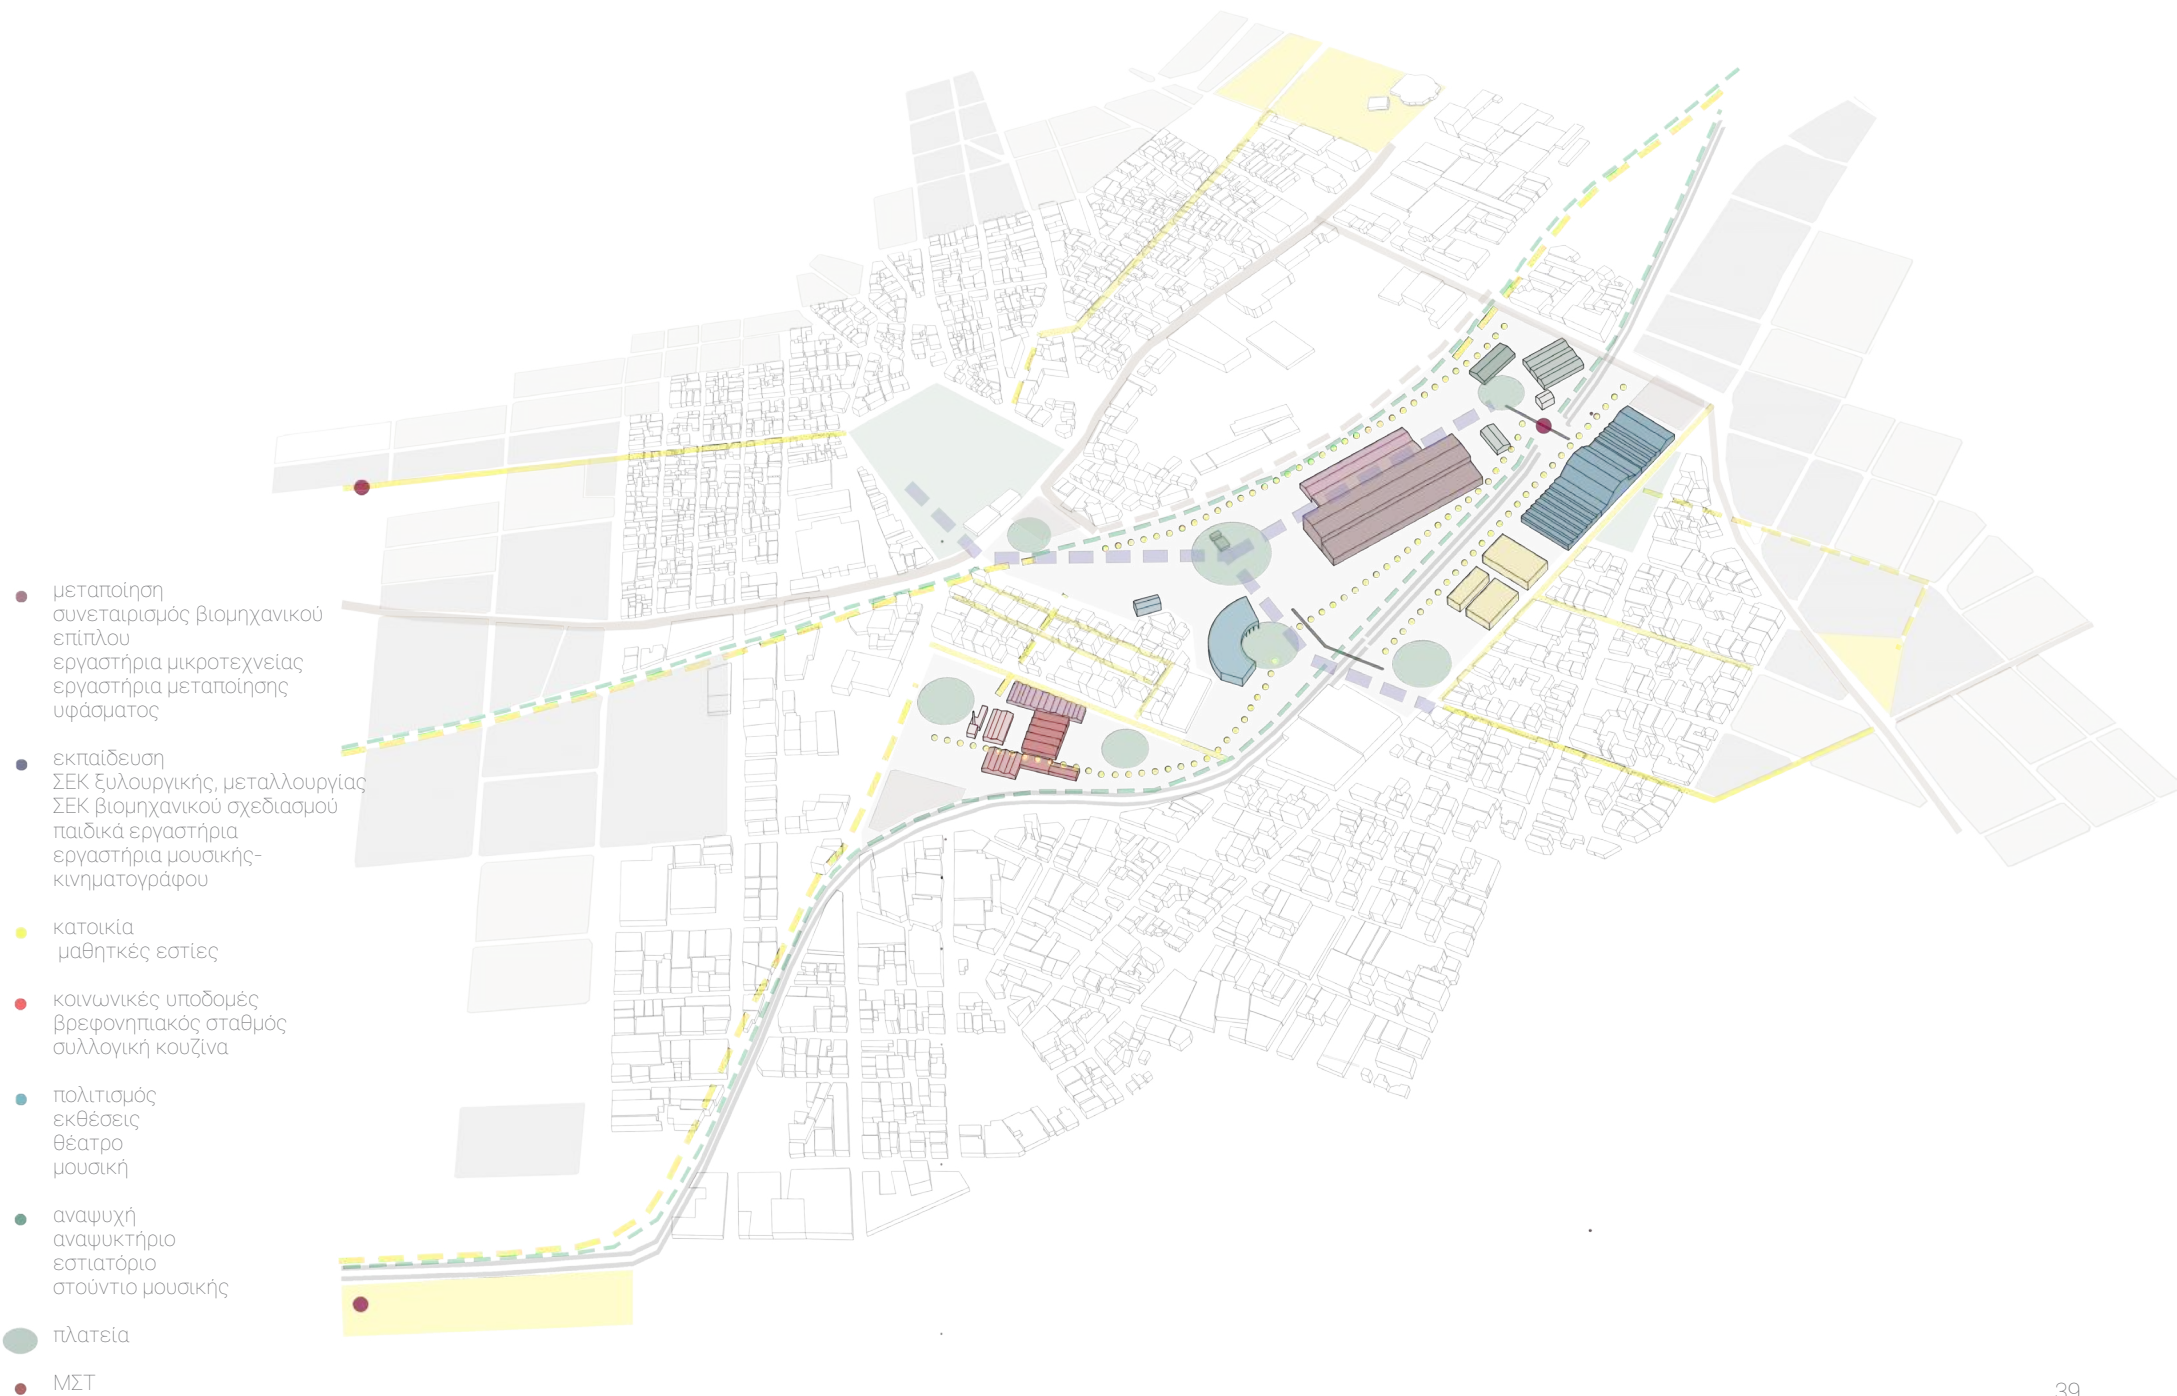 μεταποίηση
συνεταιρισμός βιομηχανικού
επίπλου
εργαστήρια μικροτεχνείας
εργαστήρια μεταποίησης
υφάσματος
εκπαίδευση
ΣΕΚ ξυλουργικής, μεταλλουργίας
ΣΕΚ βιομηχανικού σχεδιασμού
παιδικά εργαστήρια
εργαστήρια μουσικής-
κινηματογράφου
κατοικία
μαθητκές εστίες
κοινωνικές υποδομές
βρεφονηπιακός σταθμός
συλλογική κουζίνα
πολιτισμός
εκθέσεις
θέατρο
μουσική
αναψυχή
αναψυκτήριο
εστιατόριο
στούντιο μουσικής
πλατεία
ΜΣΤ
39